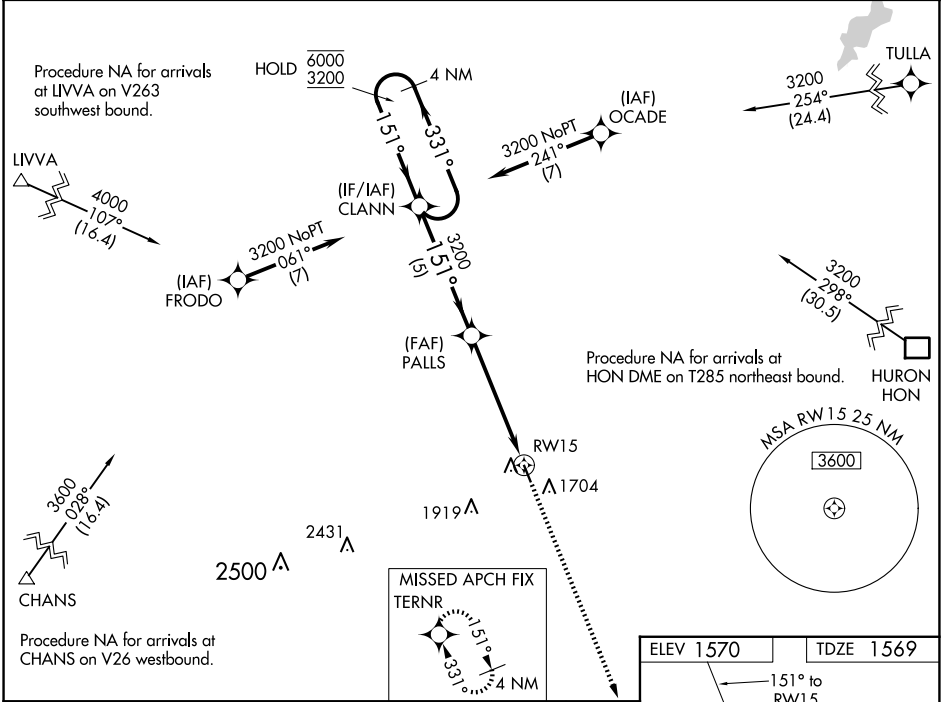 Procedure NA for arrivals
at LIVVA on V263
southwest bound.
HOLD 6000
3200
4 NM
151°
331°
TULLA
3200
254°
(24.4)
(IAF)
OCADE
3200 NoPT
241°
(7)
LIVVA
4000
107°
(16.4)
(IF/IAF)
CLANN
3200 NoPT
061°
(7)
(IAF)
FRODO
3200
151°
(5)
(FAF)
PALLS
3200
298°
(30.5)
HURON
HON
Procedure NA for arrivals at
HON DME on T285 northeast bound.
MSA RW15 25 NM
3600
RW15
1704
1919
2431
2500
3600
028°
(16.4)
CHANS
Procedure NA for arrivals at
CHANS on V26 westbound.
MISSED APCH FIX
TERNR
151°
331°
4 NM
ELEV 1570
TDZE 1569
151° to
RW15